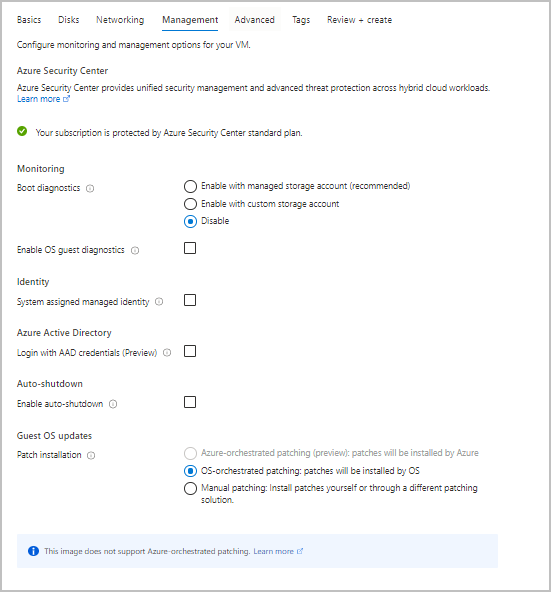 Basics Disks Networking Management Advanced Tags Review + create
Configure monitoring and management options for your VM.
Azure Security Center
Azure Security Center provides unified security management and advanced threat protection across hybrid cloud workloads.
Learn more
Your subscription is protected by Azure Security Center standard plan.
Monitoring
Boot diagnostics
Enable with managed storage account (recommended)
Enable with custom storage account
Disable
Enable OS guest diagnostics
Identity
System assigned managed identity
Azure Active Directory
Login with AAD credentials (Preview)
Auto-shutdown
Enable auto-shutdown
Guest OS updates
Patch installation
Azure-orchestrated patching (preview): patches will be installed by Azure
OS-orchestrated patching: patches will be installed by OS
Manual patching: Install patches yourself or through a different patching
solution.
This image does not support Azure-orchestrated patching. Learn more